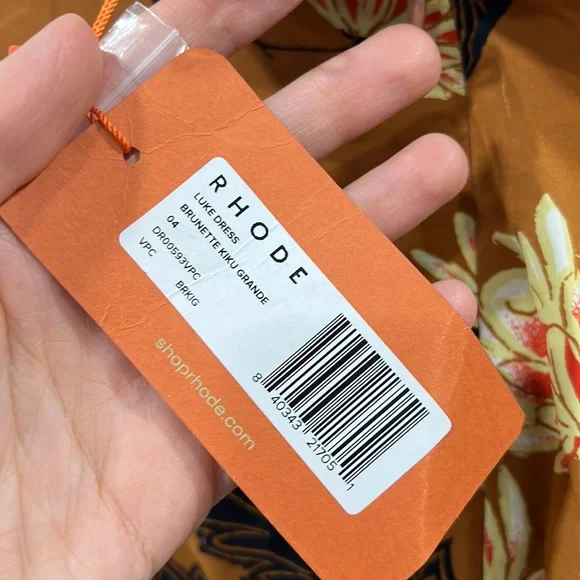 RHODE
LUKE DRESS
BRUNETTE KIKU GRANDE
04
DR00593VPC
VPC BRKIG
8 40343 21705 1
shoprhode.com